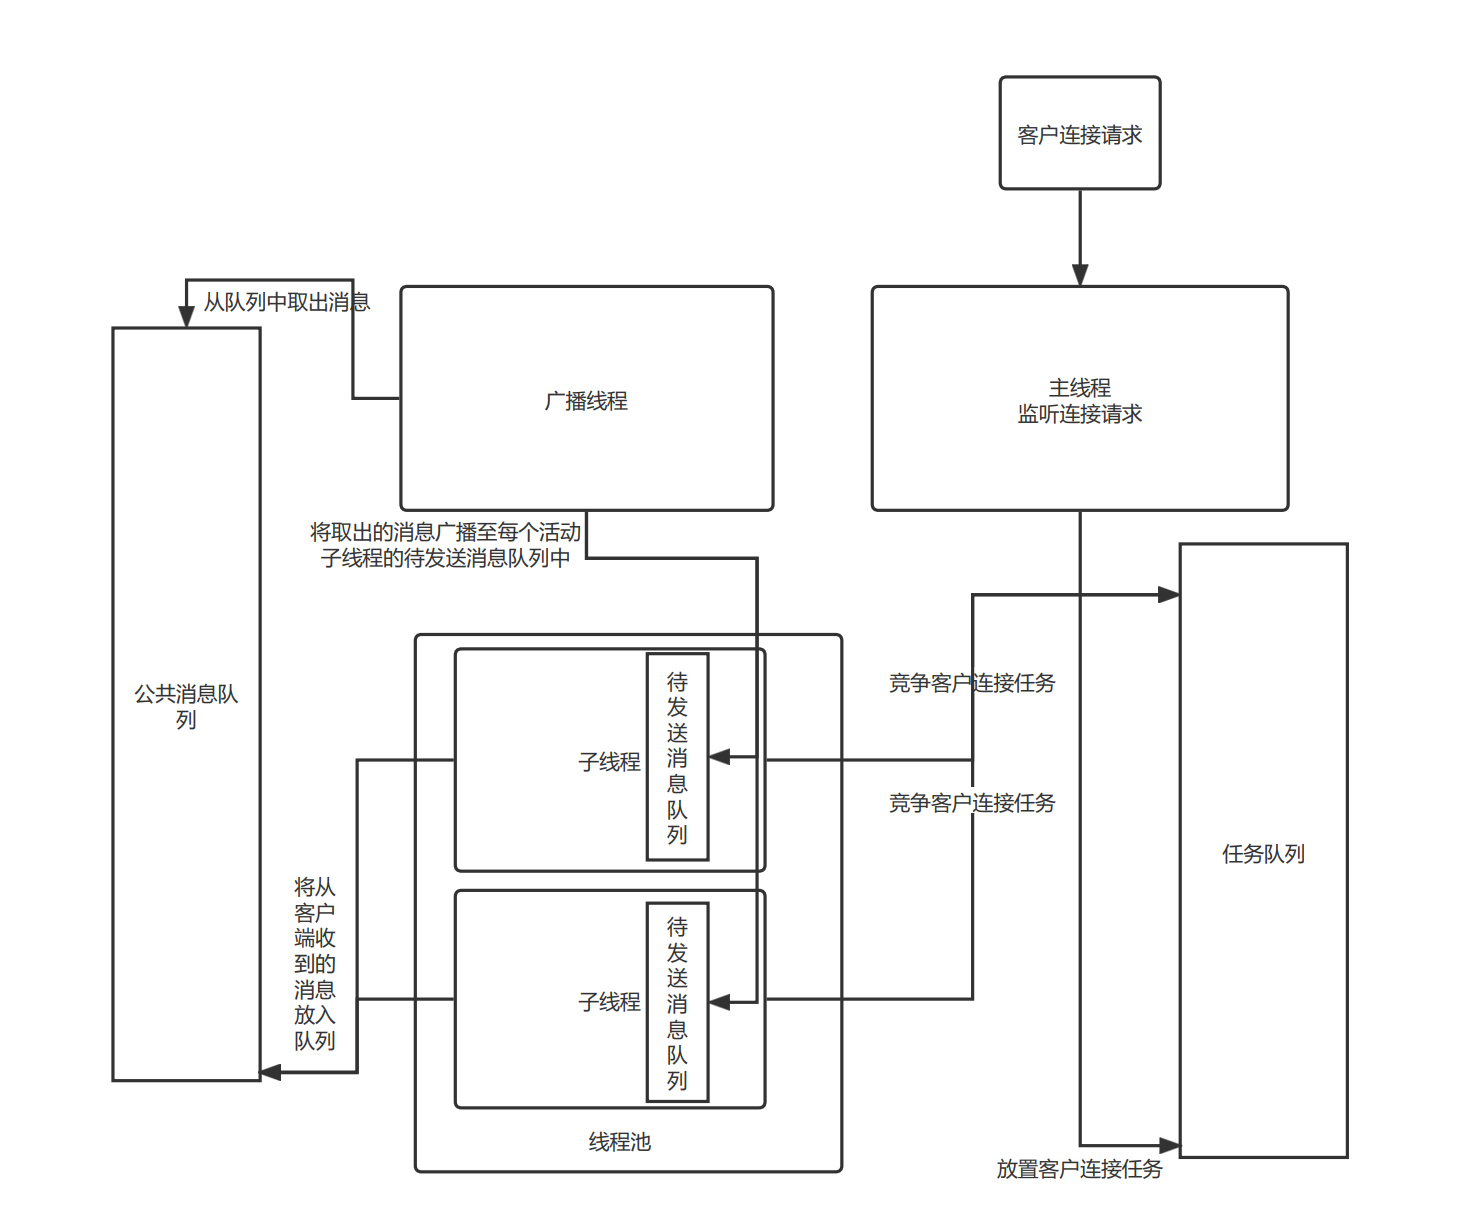 客户连接请求
从队列中取出消息
广播线程
主线程
监听连接请求
将取出的消息广播至每个活动
子线程的待发送消息队列中
公共消息队
列
子线程
待
发
送
消
息
队
列
竞争客户连接任务
竞争客户连接任务
任务队列
将从
客户
端收
到的
消息
放入
队列
子线程
待
发
送
消
息
队
列
线程池
放置客户连接任务